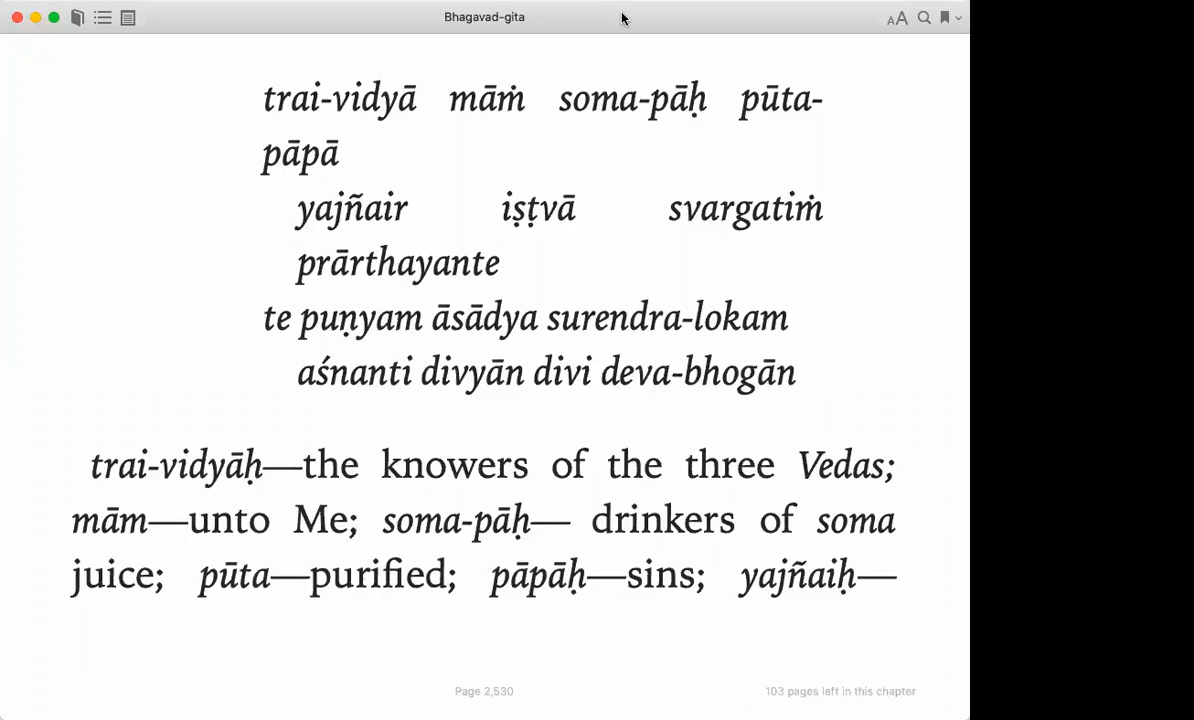 Bhagavad-gita
trai-vidyā māṁ soma-pāḥ pūta-
pāpā
yajñair iṣṭvā svargatiṁ
prārthayante
te puṇyam āsādya surendra-lokam
aśnanti divyān divi deva-bhogān
trai-vidyāḥ—the knowers of the three Vedas;
mām—unto Me; soma-pāḥ— drinkers of soma
juice; pūta—purified; pāpāḥ—sins; yajñaiḥ—
Page 2,530
103 pages left in this chapter